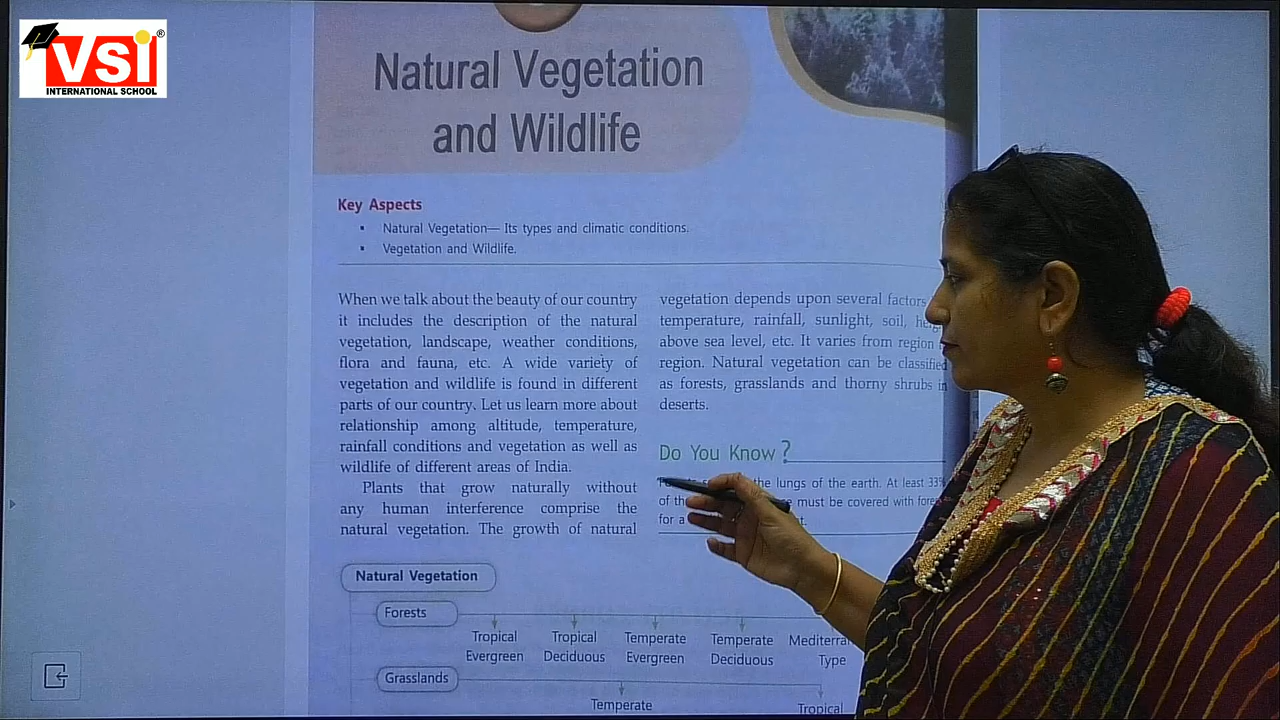 VSI®
INTERNATIONAL SCHOOL
Natural Vegetation
and Wildlife
Key Aspects
▪ Natural Vegetation— Its types and climatic conditions.
▪ Vegetation and Wildlife.
When we talk about the beauty of our country
it includes the description of the natural
vegetation, landscape, weather conditions,
flora and fauna, etc. A wide variety of
vegetation and wildlife is found in different
parts of our country. Let us learn more about
relationship among altitude, temperature,
rainfall conditions and vegetation as well as
wildlife of different areas of India.
Plants that grow naturally without
any human interference comprise the
natural vegetation. The growth of natural
vegetation depends upon several factors
temperature, rainfall, sunlight, soil,
above sea level, etc. It varies from region
region. Natural vegetation can be classified
as forests, grasslands and thorny shrubs in
deserts.
Do You Know?
the lungs of the earth. At least 33%
of the must be covered with
for a
Natural Vegetation
Forests
Tropical Evergreen
Tropical Deciduous
Temperate Evergreen
Temperate Deciduous
Type
Grasslands
Temperate
Tropical